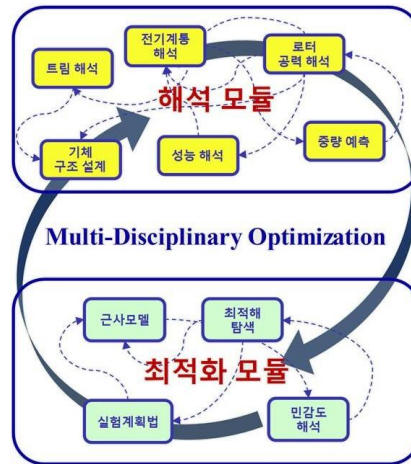 전기계통
해석
로터
공력 해석
트림 해석
해석 모듈
기체
구조 설계
성능 해석
중량 예측
Multi-Disciplinary Optimization
근사모델
최적해
탐색
최적화 모듈
실험계획법
민감도
해석